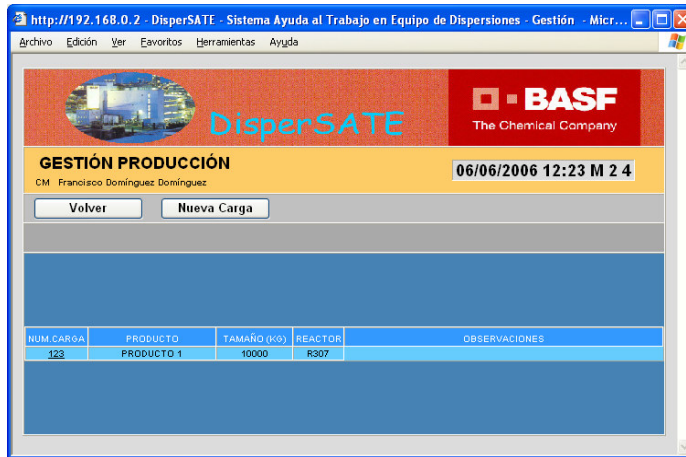 http://192.168.0.2 - DisperSATE - Sistema Ayuda al Trabajo en Equipo de Dispersiones - Gestión - Micr...
Archivo Edición Ver Favoritos Herramientas Ayuda
DisperSATE
BASF
The Chemical Company
GESTIÓN PRODUCCIÓN
CM Francisco Domínguez Domínguez
06/06/2006 12:23 M 2 4
Volver Nueva Carga
NUM.CARGA PRODUCTO TAMAÑO (KG) REACTOR OBSERVACIONES
123 PRODUCTO 1 10000 R307